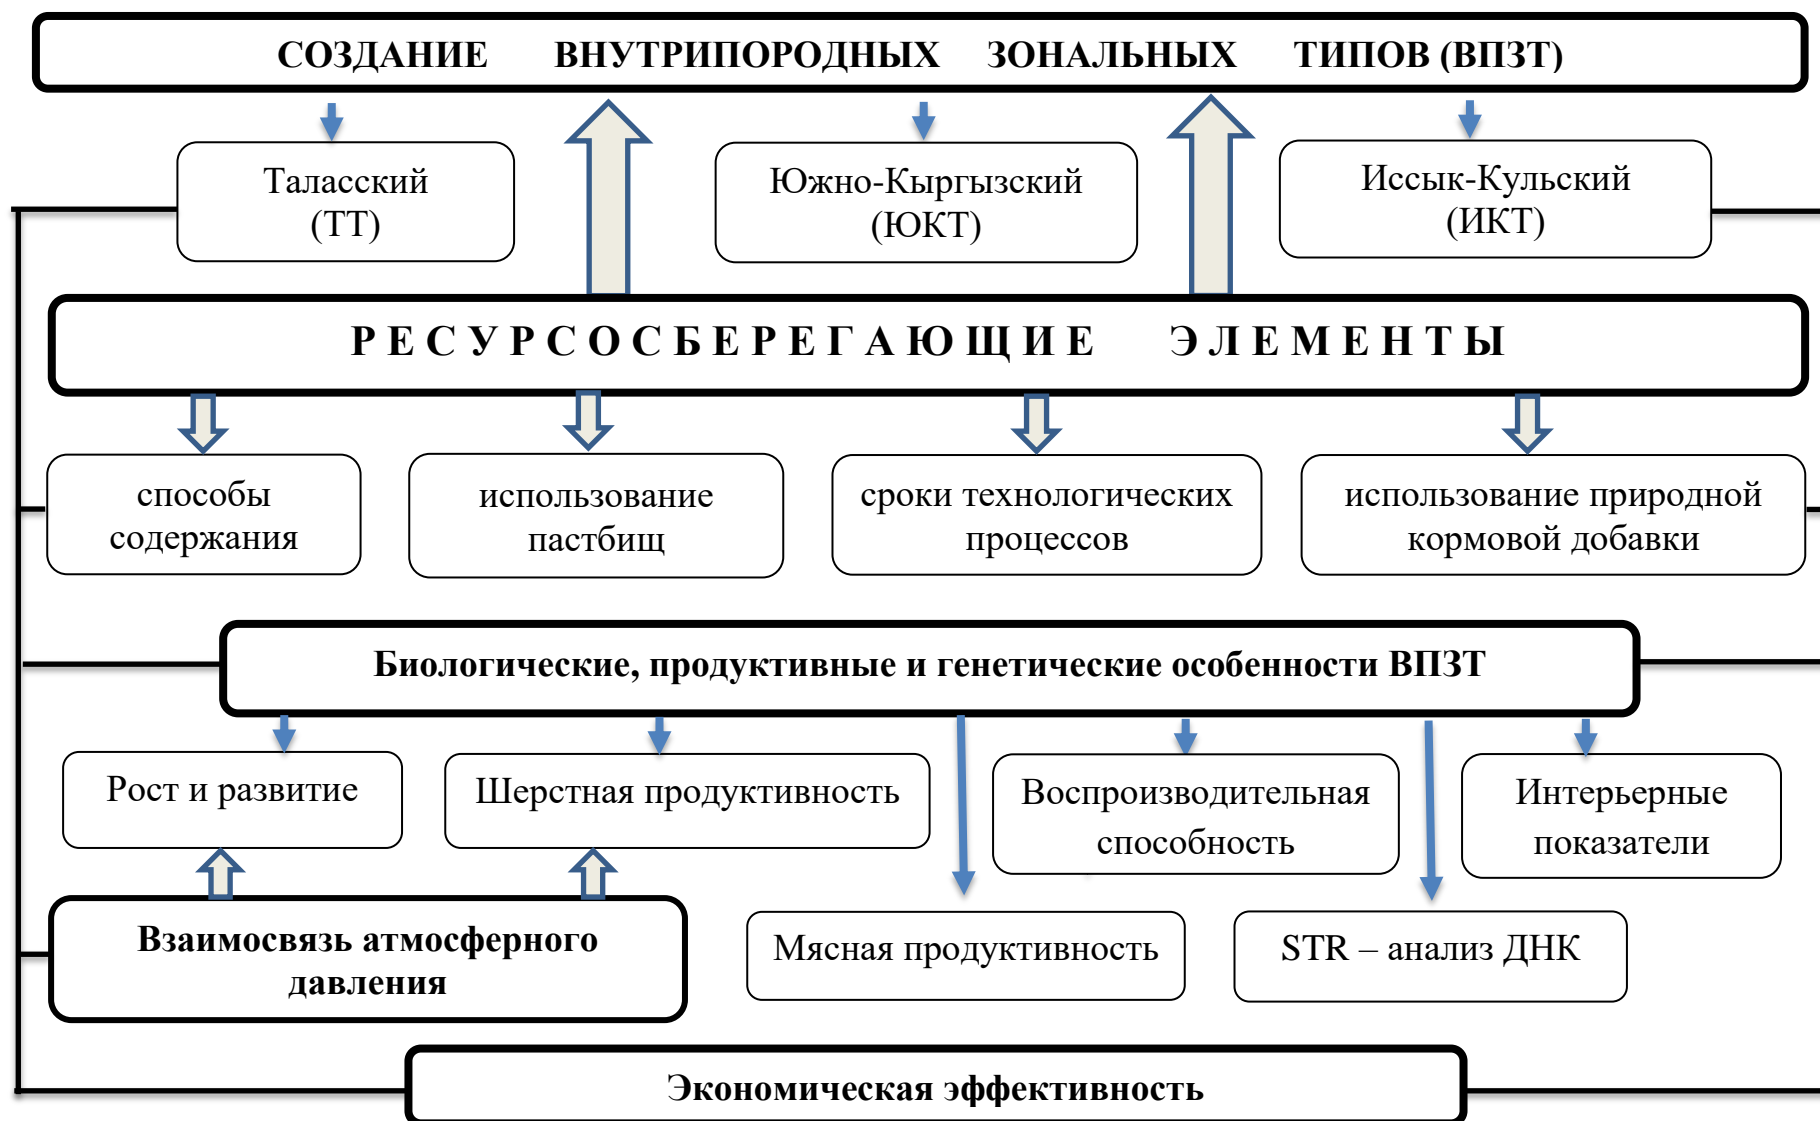 СОЗДАНИЕ ВНУТРИПОРОДНЫХ ЗОНАЛЬНЫХ ТИПОВ (ВПЗТ)
Таласский
(ТТ)
Южно-Кыргызский
(ЮКТ)
Иссык-Кульский
(ИКТ)
Р Е С У Р С О С Б Е Р Е Г А Ю Щ И Е Э Л Е М Е Н Т Ы
способы
содержания
использование
пастбищ
сроки технологических
процессов
использование природной
кормовой добавки
Биологические, продуктивные и генетические особенности ВПЗТ
Рост и развитие
Шерстная продуктивность
Воспроизводительная
способность
Интерьерные
показатели
Взаимосвязь атмосферного
давления
Мясная продуктивность
STR – анализ ДНК
Экономическая эффективность